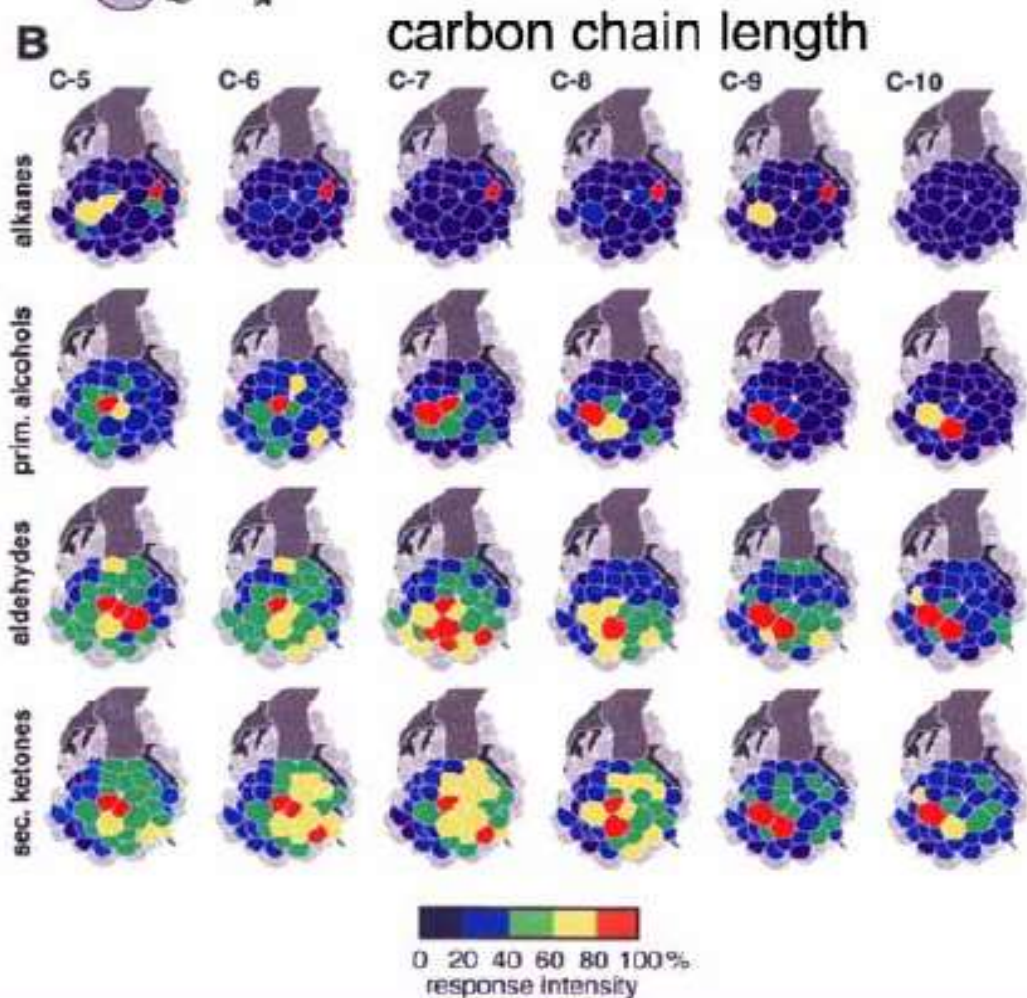 B
carbon chain length
C-5 C-6 C-7 C-8 C-9 C-10
alkanes
prim. alcohols
aldehydes
sec. ketones
0 20 40 60 80 100%
response intensity